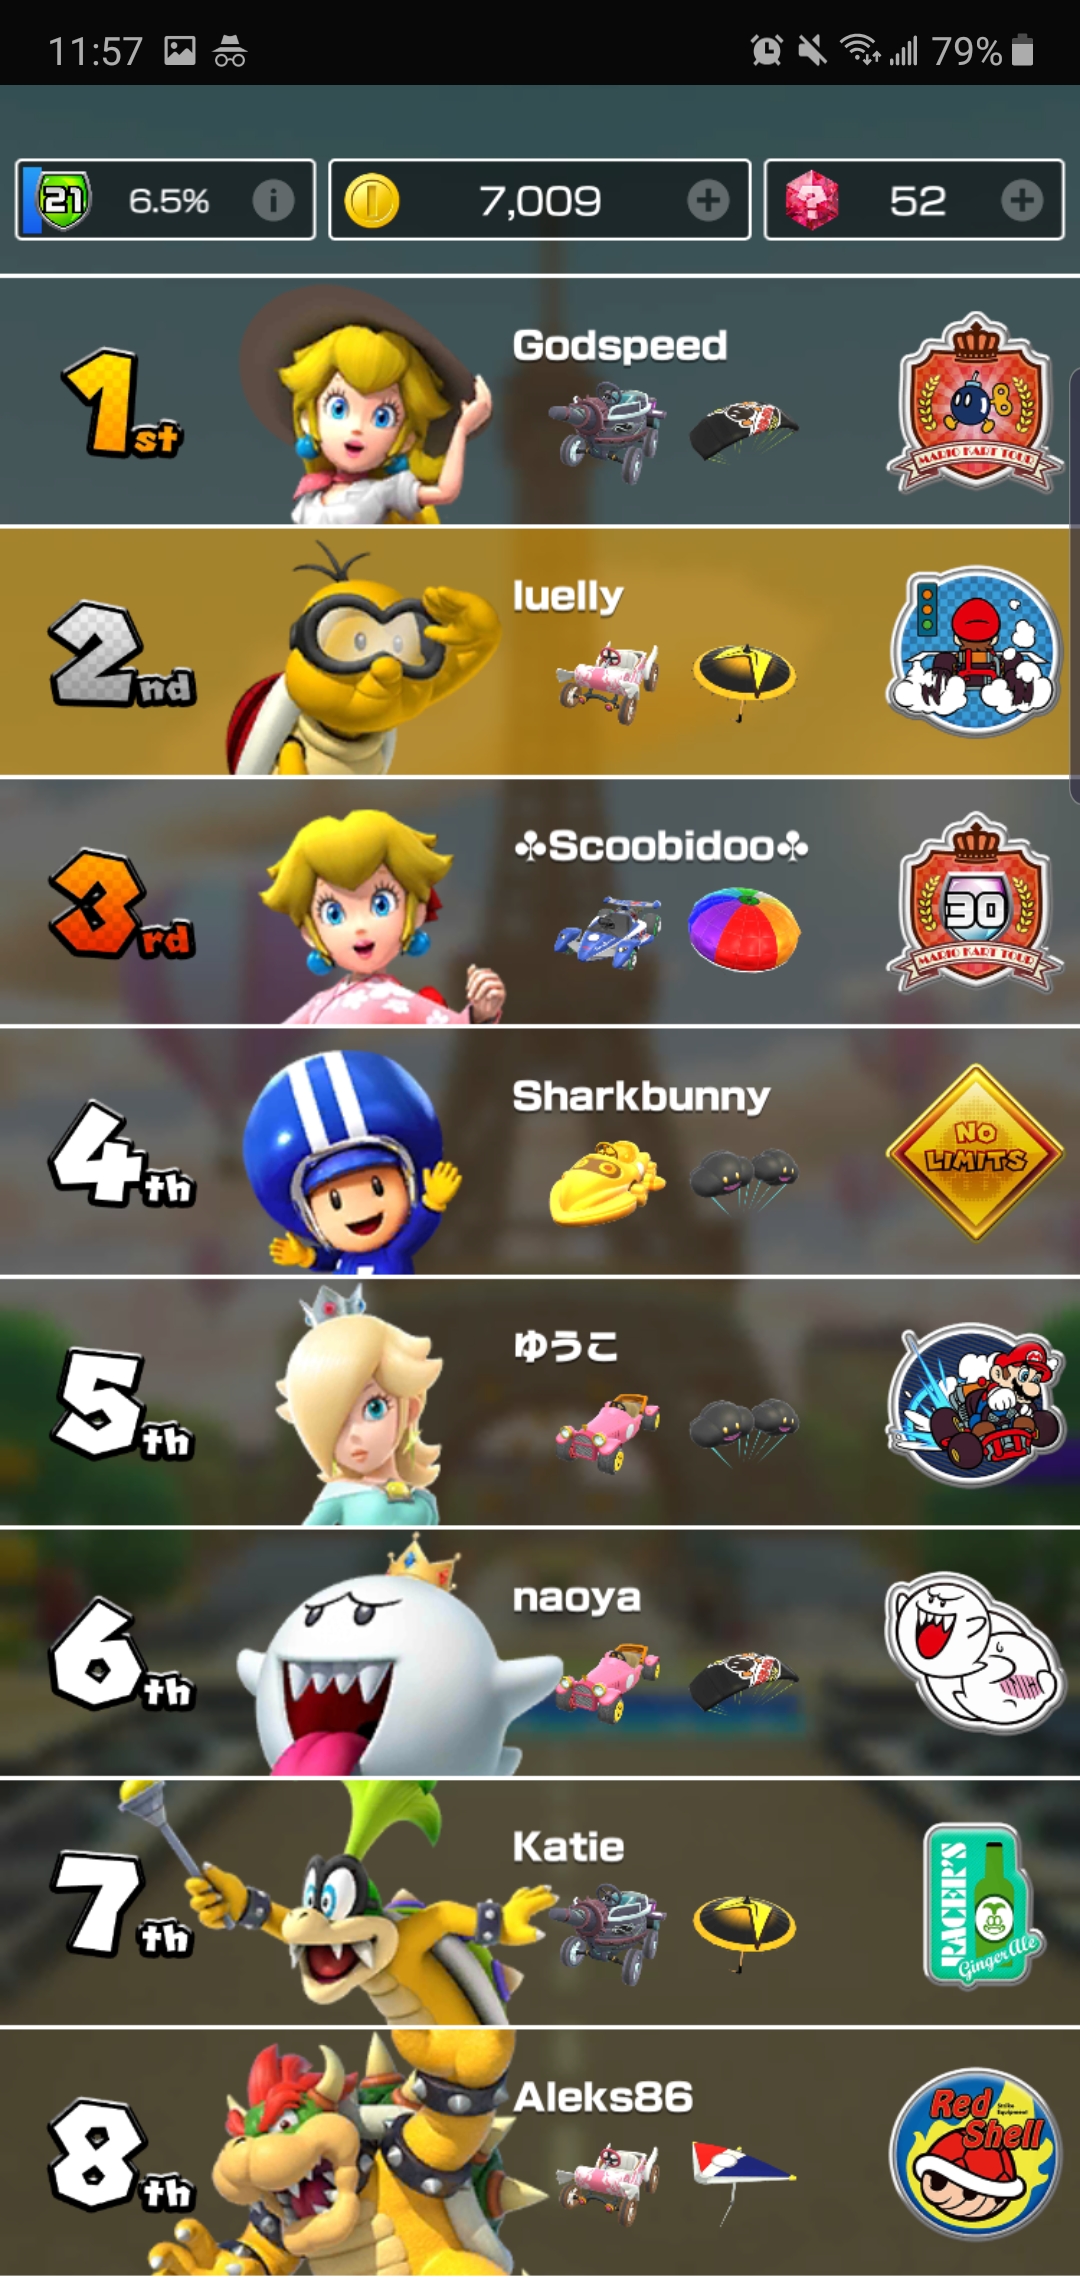 11:57 79%
21 6.5% i 7,009 + ? 52 +
1st Godspeed
MARIO KART TOUR
2nd luelly
3rd ♣Scoobidoo♣
30
MARIO KART TOUR
4th Sharkbunny
NO
LIMITS
5th ゆうこ
6th naoya
7th Katie
RACER'S
Ginger Ale
8th Aleks86
Red
Shell